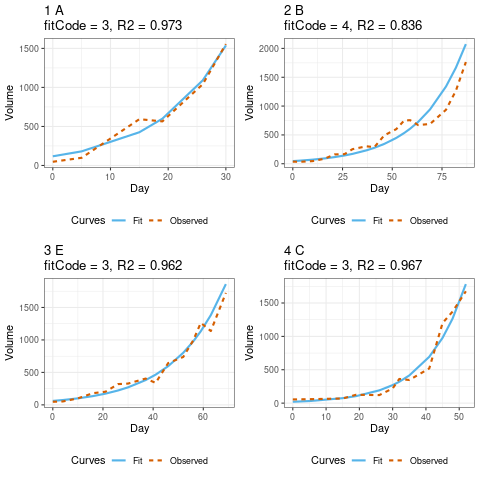 1 A
fitCode = 3, R2 = 0.973
Volume
1500
1000
500
0
0 10 20 30
Day
Curves Fit Observed
2 B
fitCode = 4, R2 = 0.836
Volume
2000
1500
1000
500
0
0 25 50 75
Day
Curves Fit Observed
3 E
fitCode = 3, R2 = 0.962
Volume
1500
1000
500
0
0 20 40 60
Day
Curves Fit Observed
4 C
fitCode = 3, R2 = 0.967
Volume
1500
1000
500
0
0 10 20 30 40 50
Day
Curves Fit Observed